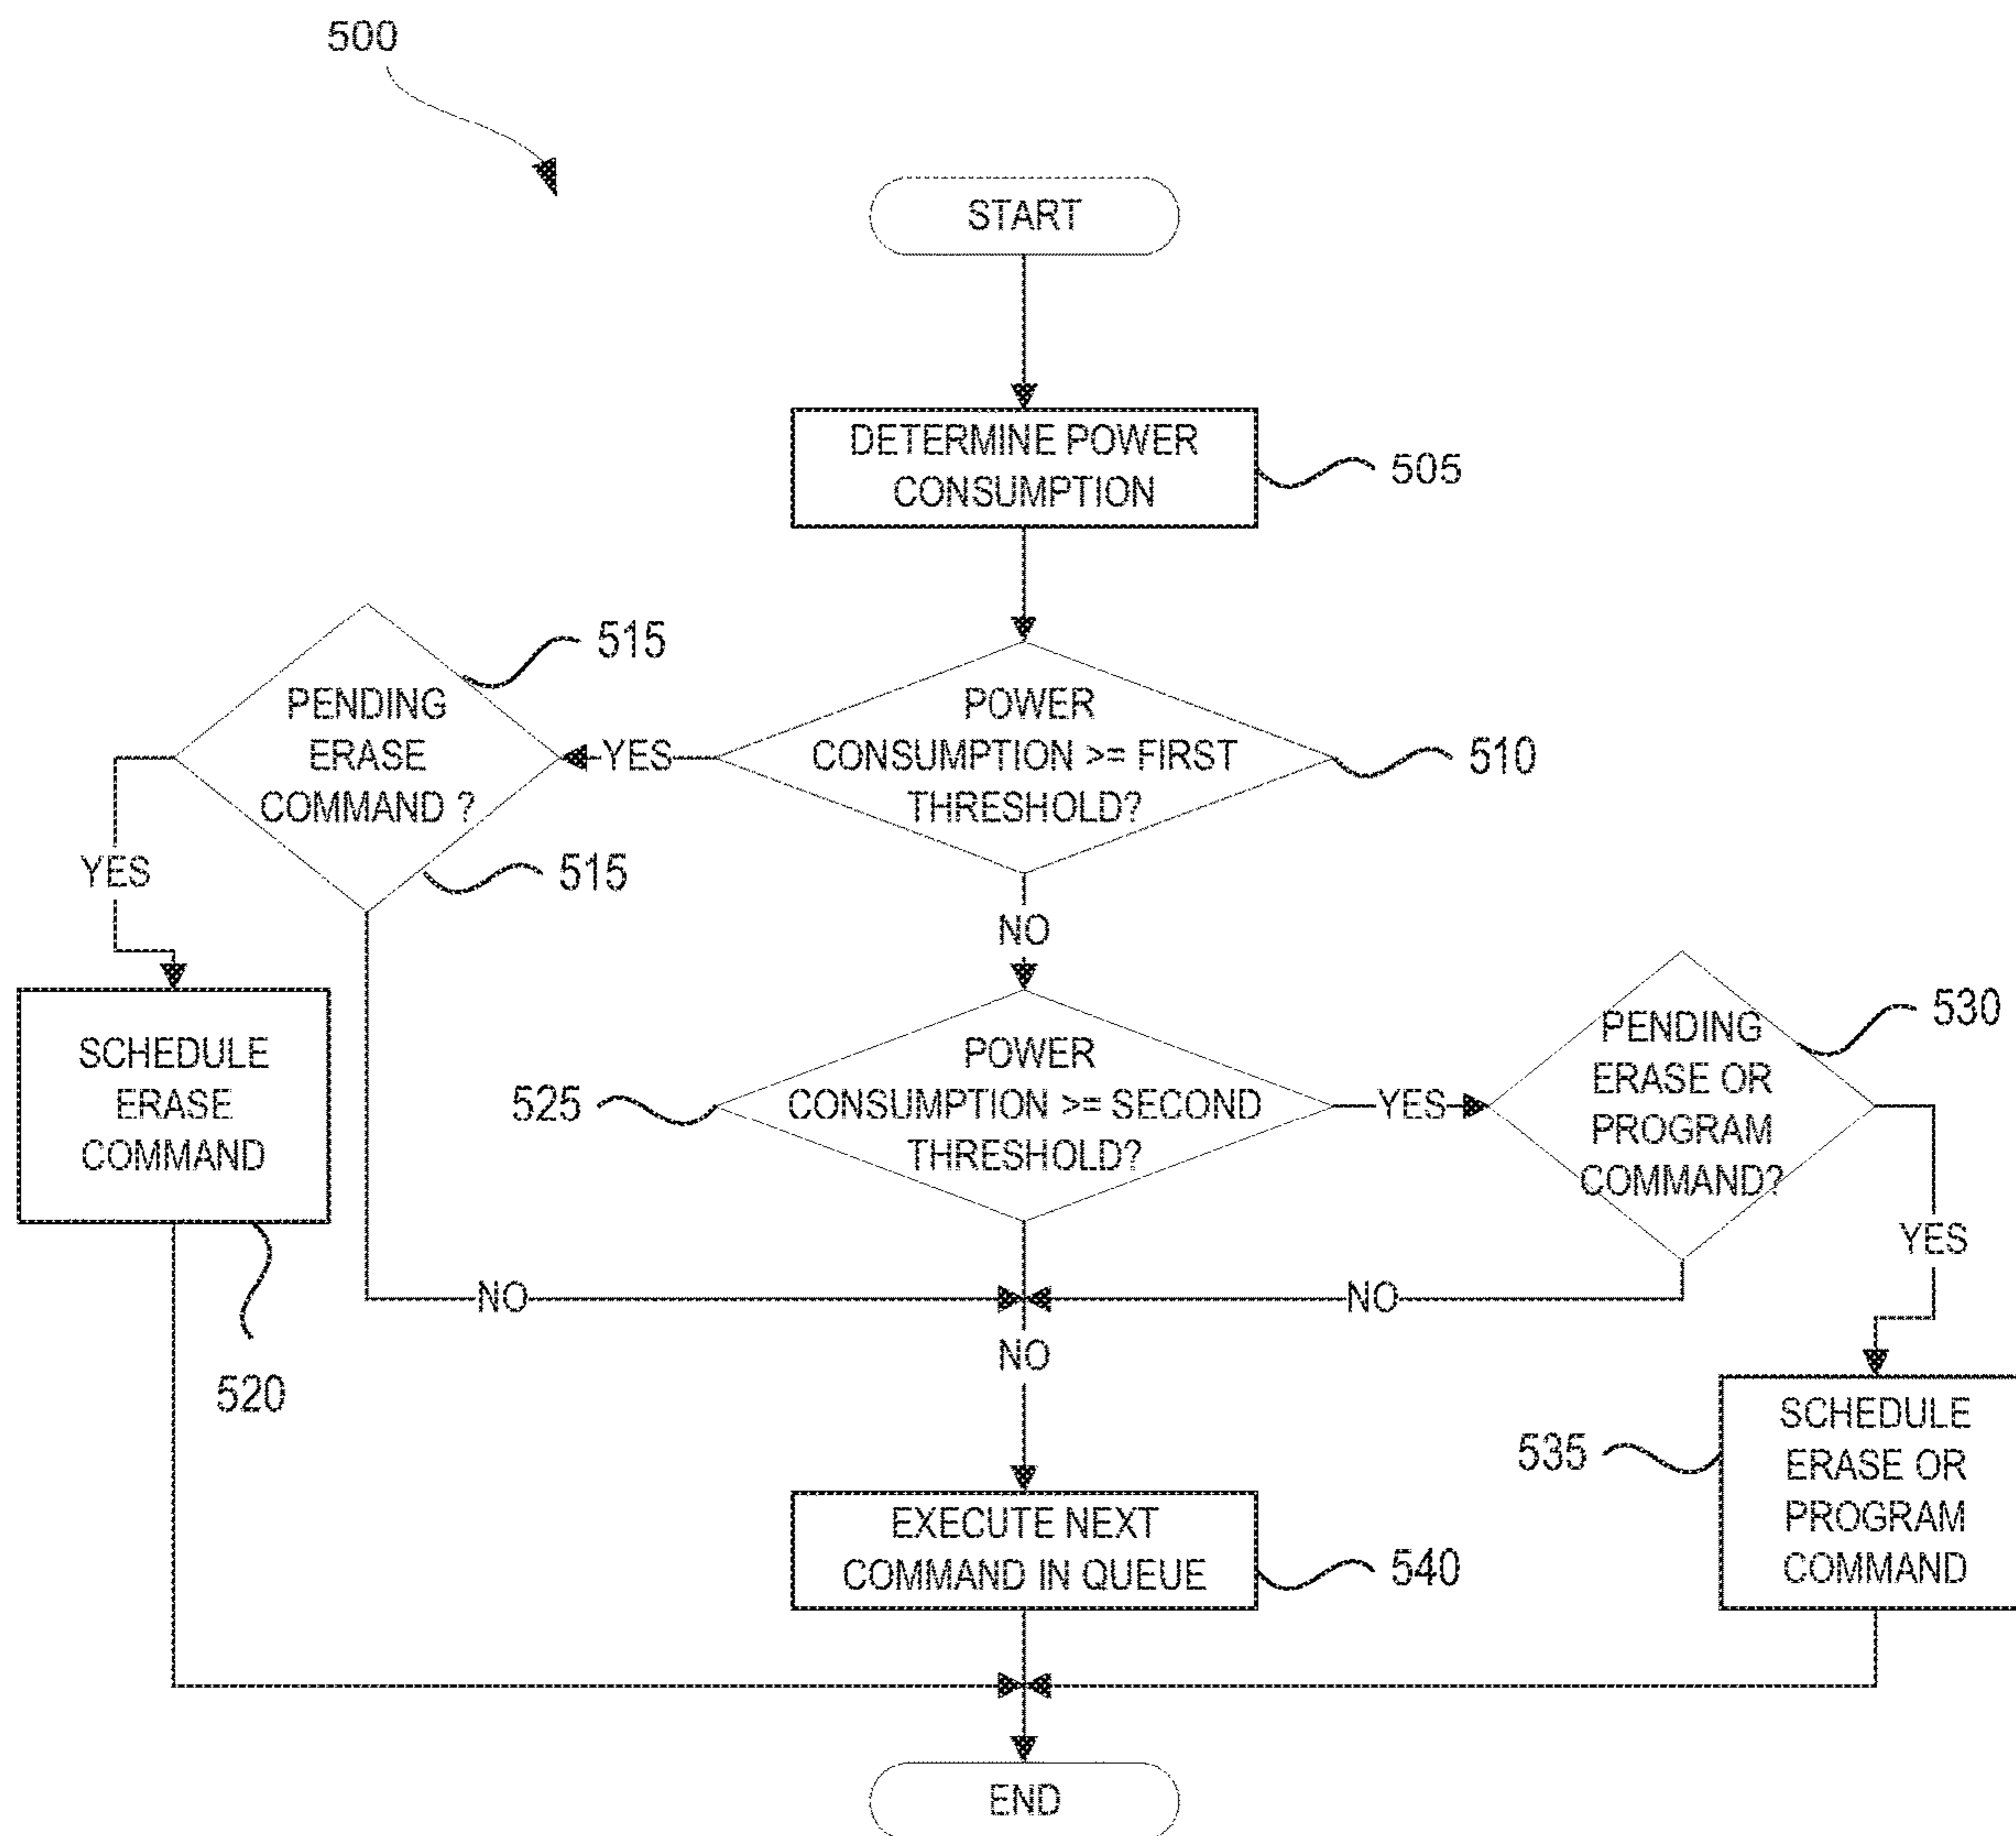 500
START
DETERMINE POWER
CONSUMPTION
505
PENDING
ERASE
COMMAND ?
515
515
YES
POWER
CONSUMPTION >= FIRST
THRESHOLD?
510
YES
NO
SCHEDULE
ERASE
COMMAND
520
525
POWER
CONSUMPTION >= SECOND
THRESHOLD?
YES
PENDING
ERASE OR
PROGRAM
COMMAND?
530
YES
NO
NO
NO
535
SCHEDULE
ERASE OR
PROGRAM
COMMAND
EXECUTE NEXT
COMMAND IN QUEUE
540
END